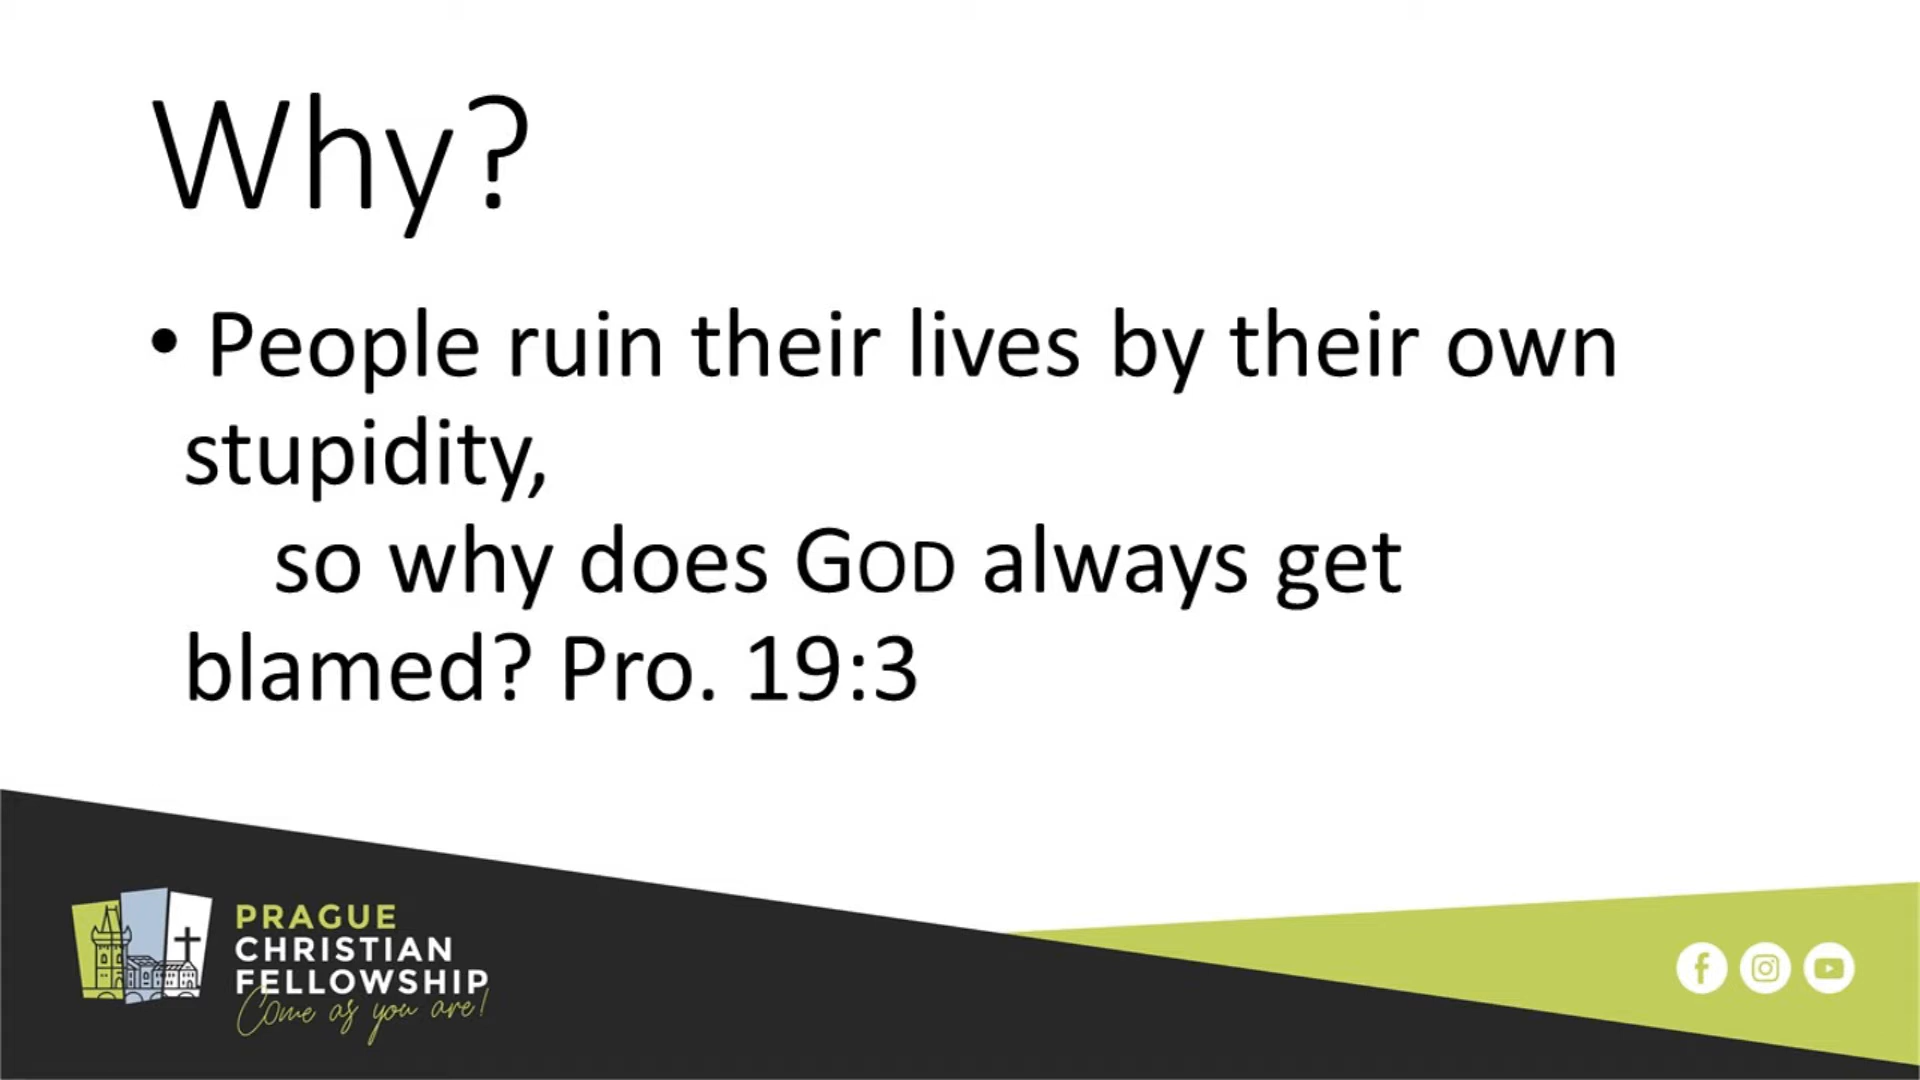 Why?
• People ruin their lives by their own
stupidity,
so why does GOD always get
blamed? Pro. 19:3
PRAGUE
CHRISTIAN
FELLOWSHIP
Come as you are!